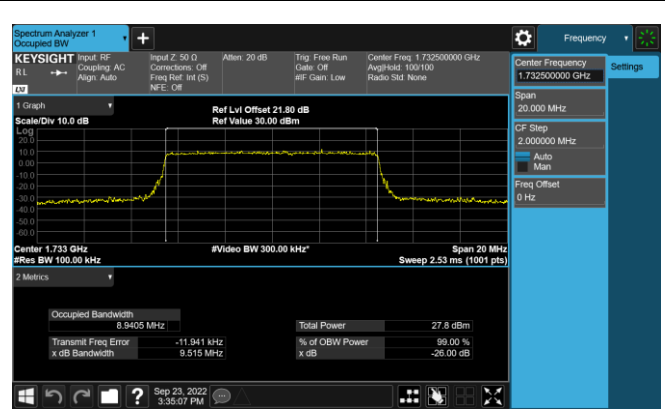 Spectrum Analyzer 1
Occupied BW
Frequency
KEYSIGHT
RL
LXI
Input: RF
Coupling: AC
Align: Auto
Input Z: 50 Ω
Corrections: Off
Freq Ref: Int (S)
NFE: Off
Atten: 20 dB
Trig: Free Run
Gate: Off
#IF Gain: Low
Center Freq: 1.732500000 GHz
Avg|Hold: 100/100
Radio Std: None
Center Frequency
1.732500000 GHz
Settings
Span
20.000 MHz
CF Step
2.000000 MHz
Auto
Man
Freq Offset
0 Hz
1 Graph
Scale/Div 10.0 dB
Ref Lvl Offset 21.80 dB
Ref Value 30.00 dBm
Log
20.0
10.0
0.00
-10.0
-20.0
-30.0
-40.0
-50.0
-60.0
Center 1.733 GHz
#Video BW 300.00 kHz*
Span 20 MHz
#Res BW 100.00 kHz
Sweep 2.53 ms (1001 pts)
2 Metrics
Occupied Bandwidth
8.9405 MHz
Total Power 27.8 dBm
Transmit Freq Error -11.941 kHz
% of OBW Power 99.00 %
x dB Bandwidth 9.515 MHz
x dB -26.00 dB
?
Sep 23, 2022
3:35:07 PM